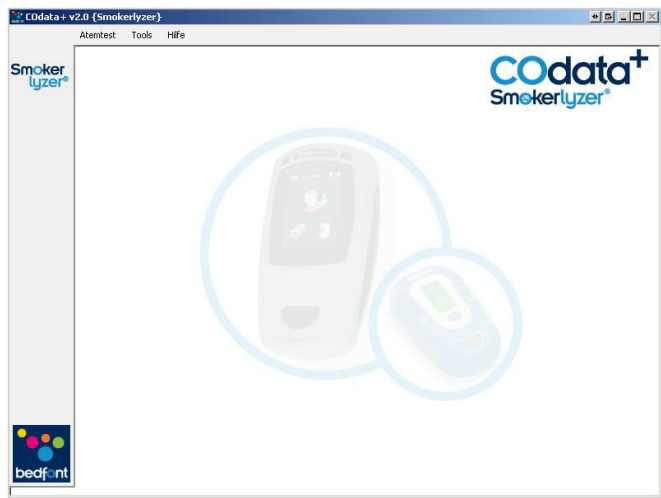 COdata+ v2.0 {Smokerlyzer}
Atemtest Tools Hilfe
Smoker
lyzer®
COdata+
Smokerlyzer®
bedfont